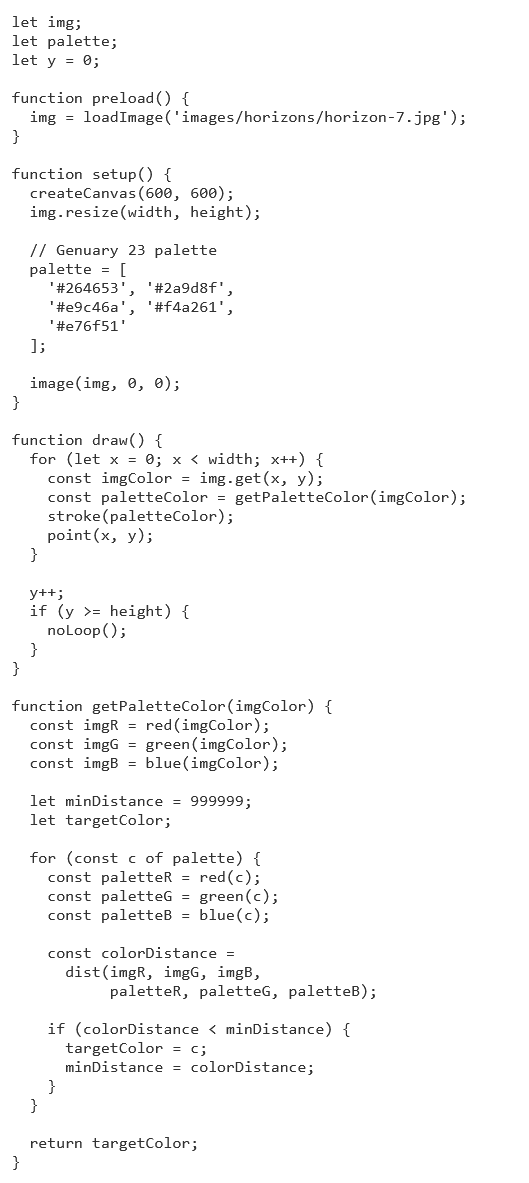 let img;
let palette;
let y = 0;

function preload() {
  img = loadImage('images/horizons/horizon-7.jpg');
}

function setup() {
  createCanvas(600, 600);
  img.resize(width, height);

  // Genuary 23 palette
  palette = [
    '#264653', '#2a9d8f',
    '#e9c46a', '#f4a261',
    '#e76f51'
  ];

  image(img, 0, 0);
}

function draw() {
  for (let x = 0; x < width; x++) {
    const imgColor = img.get(x, y);
    const paletteColor = getPaletteColor(imgColor);
    stroke(paletteColor);
    point(x, y);
  }

  y++;
  if (y >= height) {
    noLoop();
  }
}

function getPaletteColor(imgColor) {
  const imgR = red(imgColor);
  const imgG = green(imgColor);
  const imgB = blue(imgColor);

  let minDistance = 999999;
  let targetColor;

  for (const c of palette) {
    const paletteR = red(c);
    const paletteG = green(c);
    const paletteB = blue(c);

    const colorDistance =
      dist(imgR, imgG, imgB,
           paletteR, paletteG, paletteB);

    if (colorDistance < minDistance) {
      targetColor = c;
      minDistance = colorDistance;
    }
  }

  return targetColor;
}